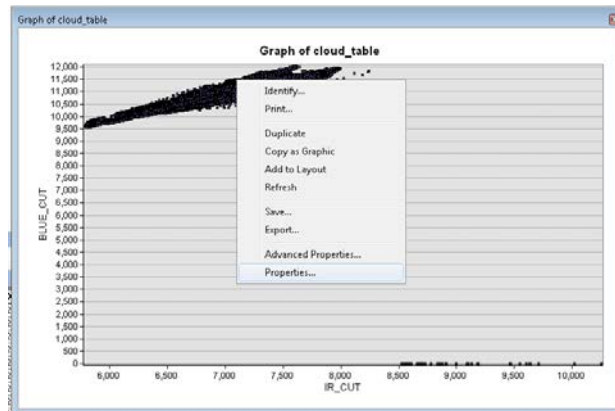 Graph of cloud_table
Graph of cloud_table
12,000
11,500
11,000
10,500
10,000
9,500
9,000
8,500
8,000
7,500
7,000
6,500
6,000
5,500
5,000
4,500
4,000
3,500
3,000
2,500
2,000
1,500
1,000
500
0
BLUE_CUT
Identify...
Print...
Duplicate
Copy as Graphic
Add to Layout
Refresh
Save...
Export...
Advanced Properties...
Properties...
6,000 6,500 7,000 7,500 8,000 8,500 9,000 9,500 10,000
IR_CUT